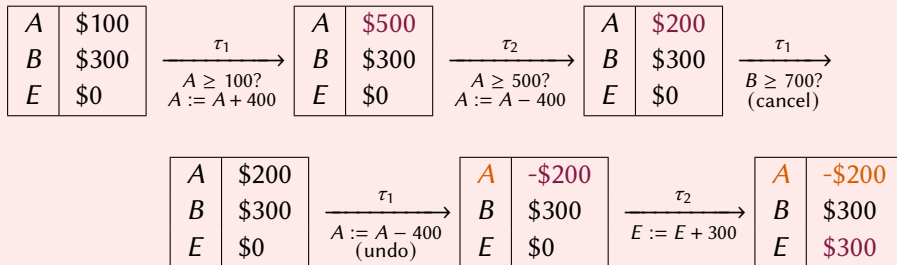 A $100
B $300
E $0
τ₁
A ≥ 100?
A := A + 400
A $500
B $300
E $0
τ₂
A ≥ 500?
A := A − 400
A $200
B $300
E $0
τ₁
B ≥ 700?
(cancel)
A $200
B $300
E $0
τ₁
A := A − 400
(undo)
A -$200
B $300
E $0
τ₂
E := E + 300
A -$200
B $300
E $300